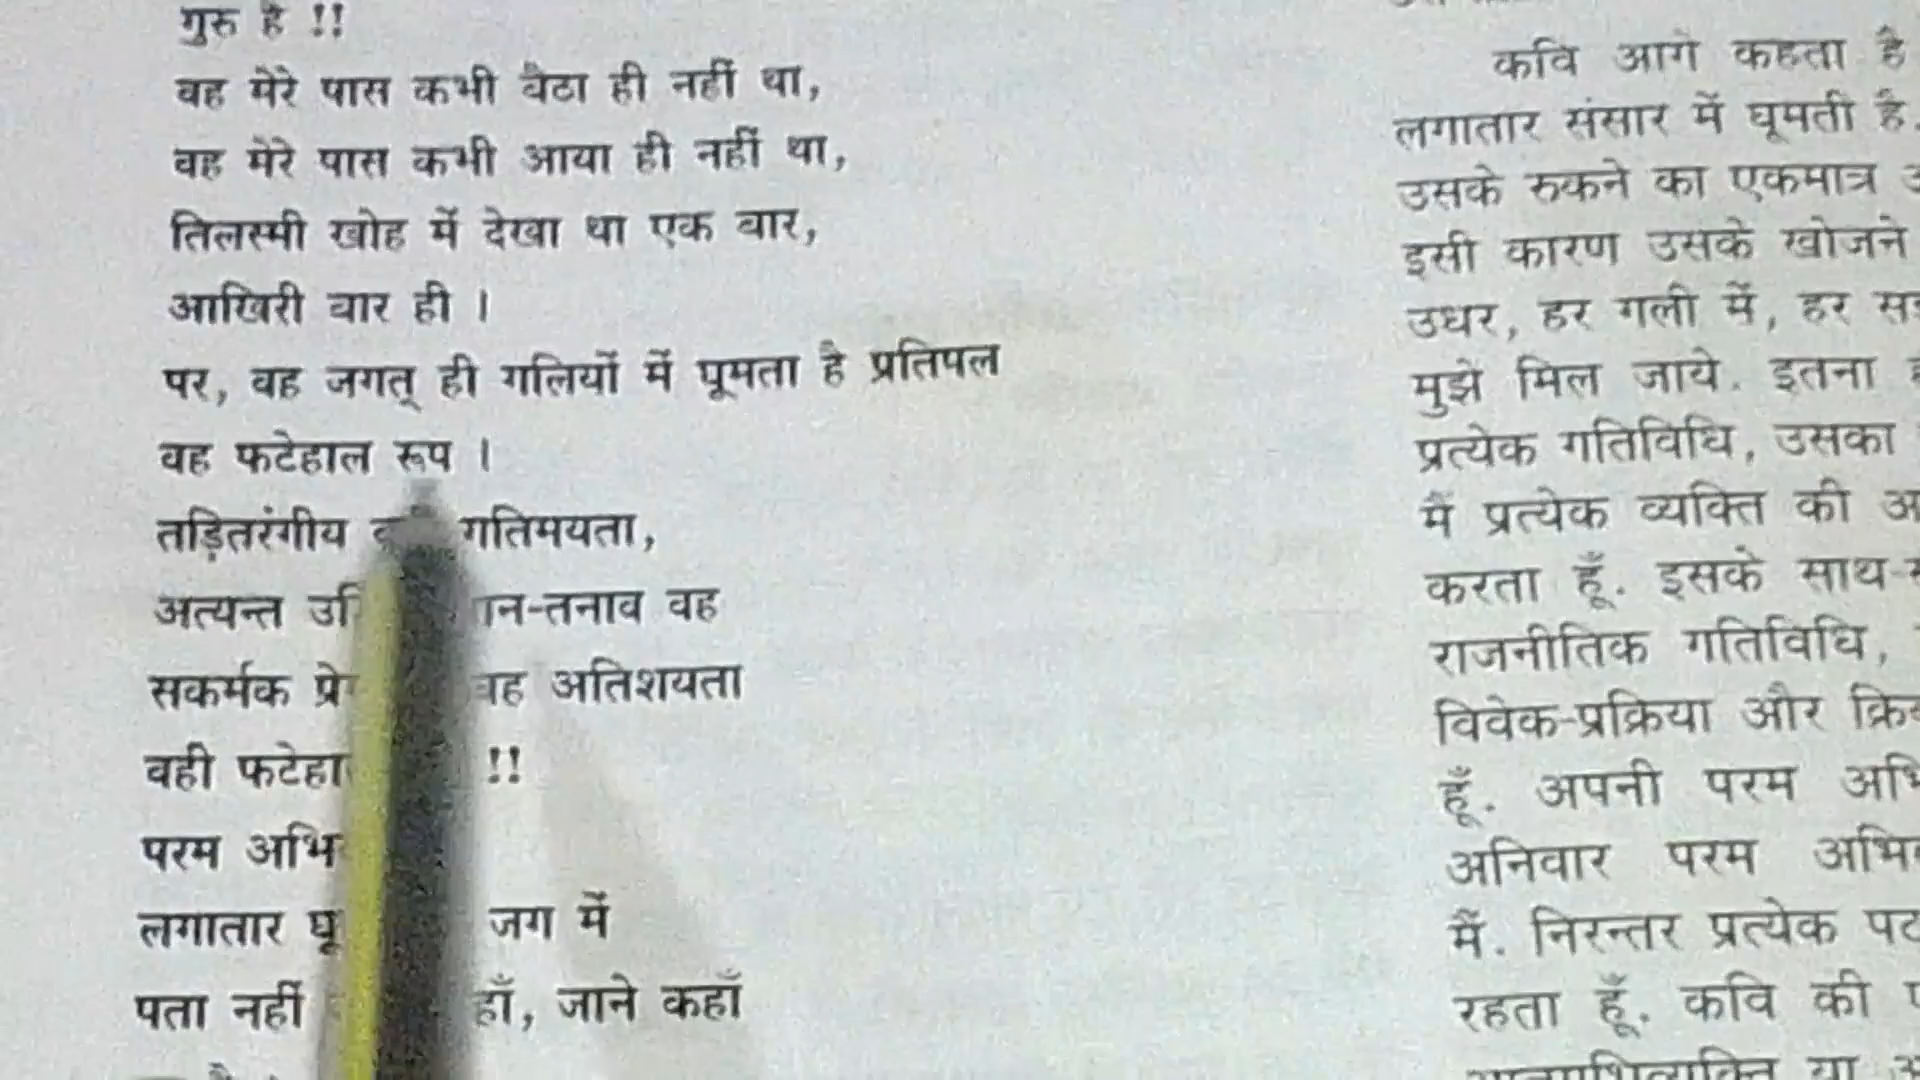 गुरु है !!
वह मेरे पास कभी बैठा ही नहीं था,
वह मेरे पास कभी आया ही नहीं था,
तिलस्मी खोह में देखा था एक बार,
आखिरी बार ही ।
पर, वह जगत् ही गलियों में घूमता है प्रतिपल
वह फटेहाल रूप ।
तड़ितरंगीय गतिमयता,
अत्यन्त तनाव वह
सकर्मक वह अतिशयता
वही !!
परम
लगातार जग में
पता नहीं जाने कहाँ
कवि आगे कहता है
लगातार संसार में घूमती है.
उसके रुकने का एकमात्र
इसी कारण उसके खोजने
उधर, हर गली में, हर
मुझे मिल जाये. इतना
प्रत्येक गतिविधि, उसका
मैं प्रत्येक व्यक्ति की
करता हूँ. इसके साथ
राजनीतिक गतिविधि,
विवेक-प्रक्रिया और
हूँ. अपनी परम
अनिवार परम
मैं. निरन्तर प्रत्येक
रहता हूँ. कवि की